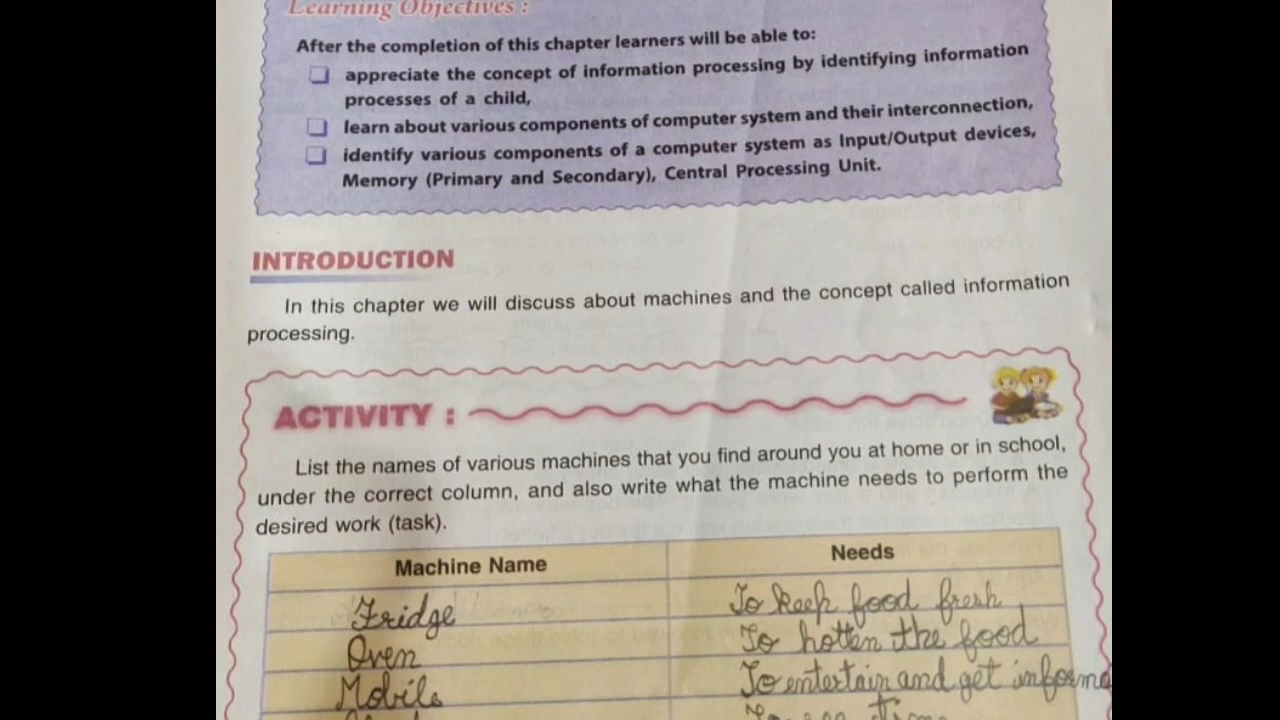 Learning Objectives :
After the completion of this chapter learners will be able to:
❑ appreciate the concept of information processing by identifying information
processes of a child,
❑ learn about various components of computer system and their interconnection,
❑ identify various components of a computer system as Input/Output devices,
Memory (Primary and Secondary), Central Processing Unit.
INTRODUCTION
In this chapter we will discuss about machines and the concept called information
processing.
ACTIVITY :
List the names of various machines that you find around you at home or in school,
under the correct column, and also write what the machine needs to perform the
desired work (task).
Machine Name Needs
Fridge To keep food fresh
Oven To hotten the food
Mobile To entertain and get informa